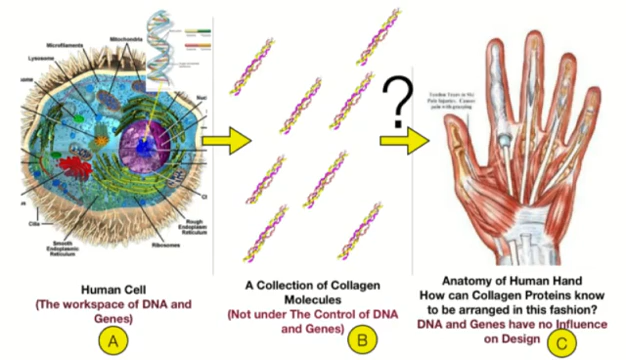 Microfilaments
Mitochondria
Lysosome
Cilia
Smooth
Endoplasmic
Reticulum
Ribosomes
Rough
Endoplasmic
Reticulum
?
Human Cell
(The workspace of DNA and
Genes)
A
A Collection of Collagen
Molecules
(Not under The Control of DNA
and Genes)
B
Anatomy of Human Hand
How can Collagen Proteins know
to be arranged in this fashion?
DNA and Genes have no Influence
on Design
C